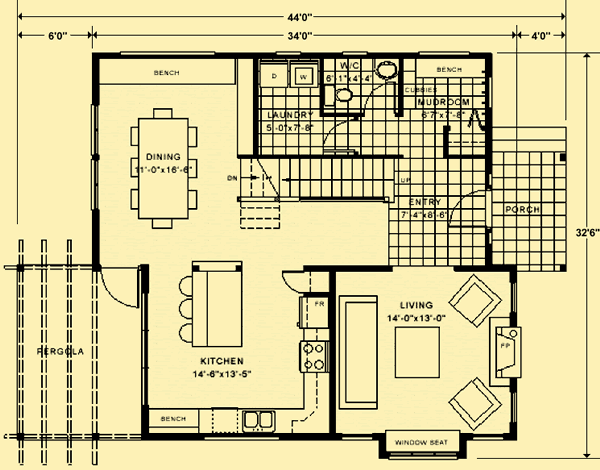 44'0"
6'0" 34'0" 4'0"
BENCH
D W
W/C
6'-1"x4'-4"
BENCH
CUBBIES
MUDROOM
6'7"x7'-8"
LAUNDRY
5'-0"x7'-8"
DINING
11'-0"x16'-6"
DN
UP
ENTRY
7'-4"x8'-6"
PORCH
32'6"
PERGOLA
FR
LIVING
14'-0"x13'-0"
FP
KITCHEN
14'-6"x13'-5"
BENCH
WINDOW SEAT